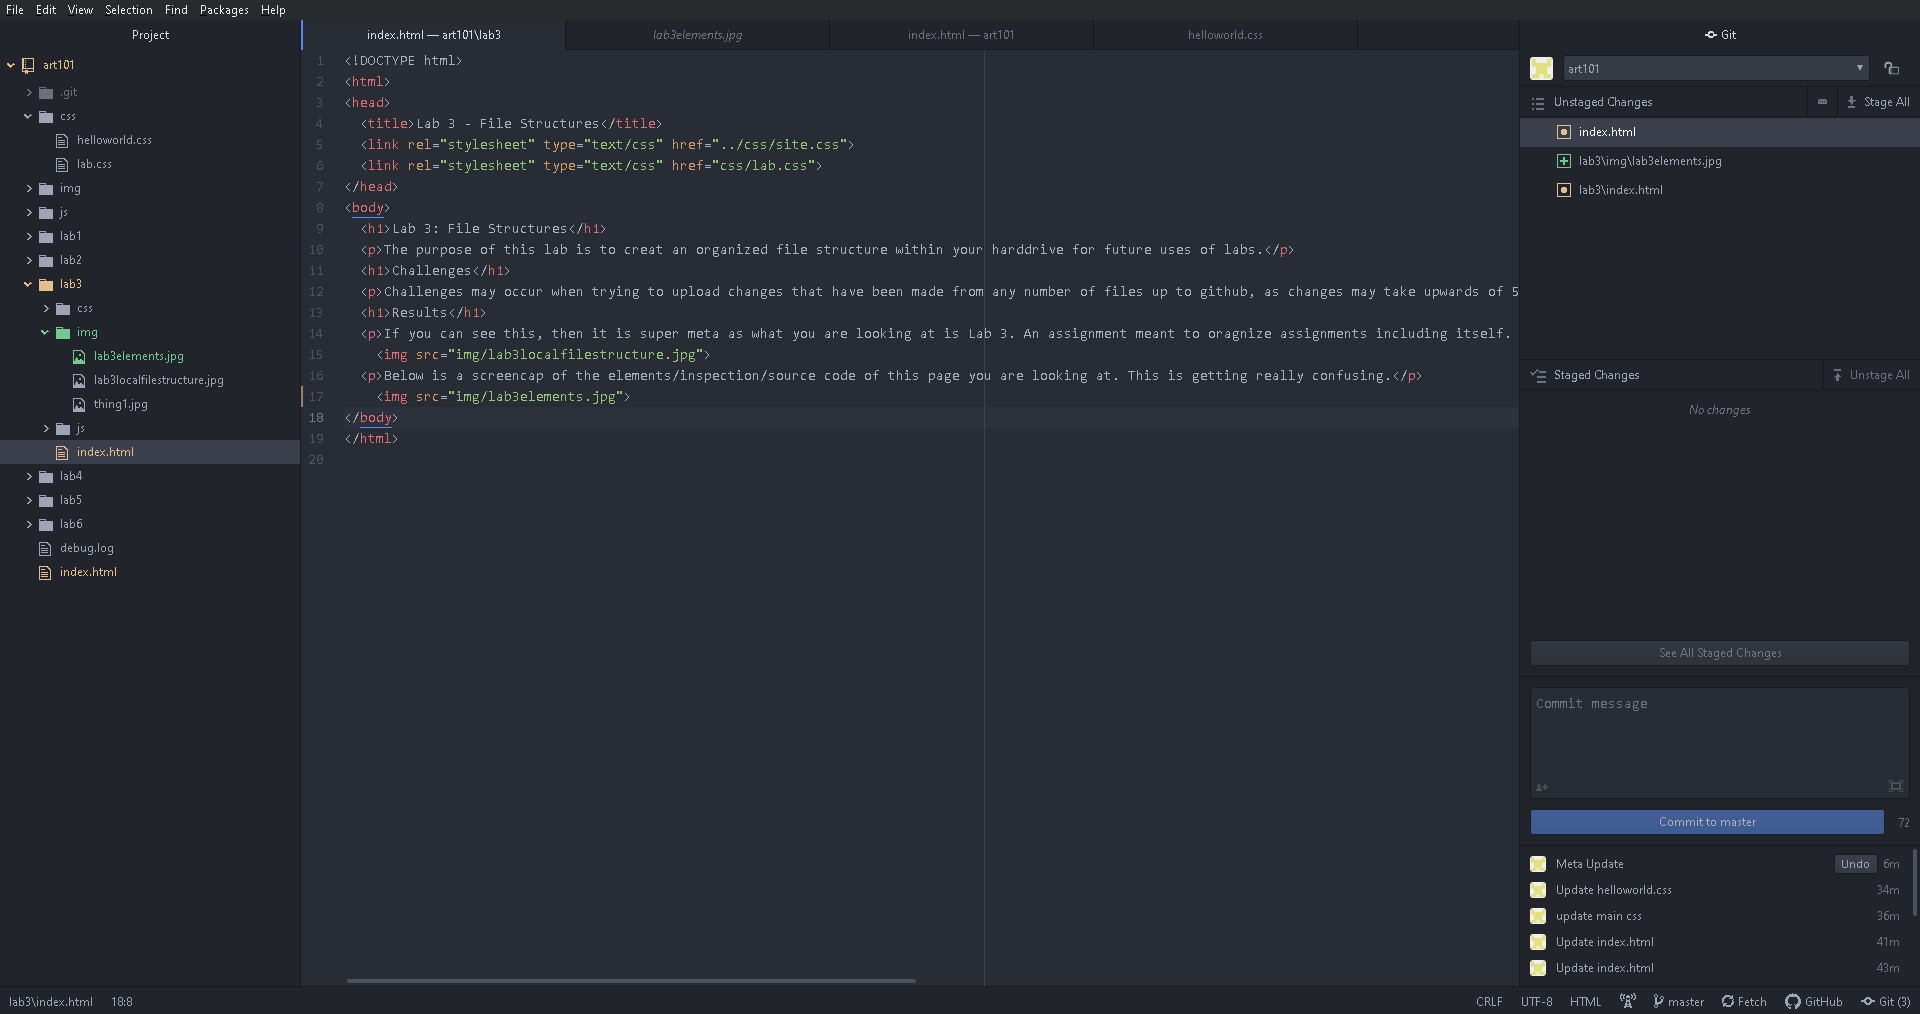 File Edit View Selection Find Packages Help
Project
art101
.git
css
helloworld.css
lab.css
img
js
lab1
lab2
lab3
css
img
lab3elements.jpg
lab3localfilestructure.jpg
thing1.jpg
js
index.html
lab4
lab5
lab6
debug.log
index.html
index.html — art101\lab3
lab3elements.jpg
index.html — art101
helloworld.css
1 <!DOCTYPE html>
2 <html>
3 <head>
4 <title>Lab 3 - File Structures</title>
5 <link rel="stylesheet" type="text/css" href="../css/site.css">
6 <link rel="stylesheet" type="text/css" href="css/lab.css">
7 </head>
8 <body>
9 <h1>Lab 3: File Structures</h1>
10 <p>The purpose of this lab is to creat an organized file structure within your harddrive for future uses of labs.</p>
11 <h1>Challenges</h1>
12 <p>Challenges may occur when trying to upload changes that have been made from any number of files up to github, as changes may take upwards of 5
13 <h1>Results</h1>
14 <p>If you can see this, then it is super meta as what you are looking at is Lab 3. An assignment meant to oragnize assignments including itself.
15 <img src="img/lab3localfilestructure.jpg">
16 <p>Below is a screencap of the elements/inspection/source code of this page you are looking at. This is getting really confusing.</p>
17 <img src="img/lab3elements.jpg">
18 </body>
19 </html>
20
Git
art101
Unstaged Changes
Stage All
index.html
lab3\img\lab3elements.jpg
lab3\index.html
Staged Changes
Unstage All
No changes
See All Staged Changes
Commit message
Commit to master 72
Meta Update Undo 6m
Update helloworld.css 34m
update main css 36m
Update index.html 41m
Update index.html 43m
lab3\index.html 18:8
CRLF UTF-8 HTML master Fetch GitHub Git (3)